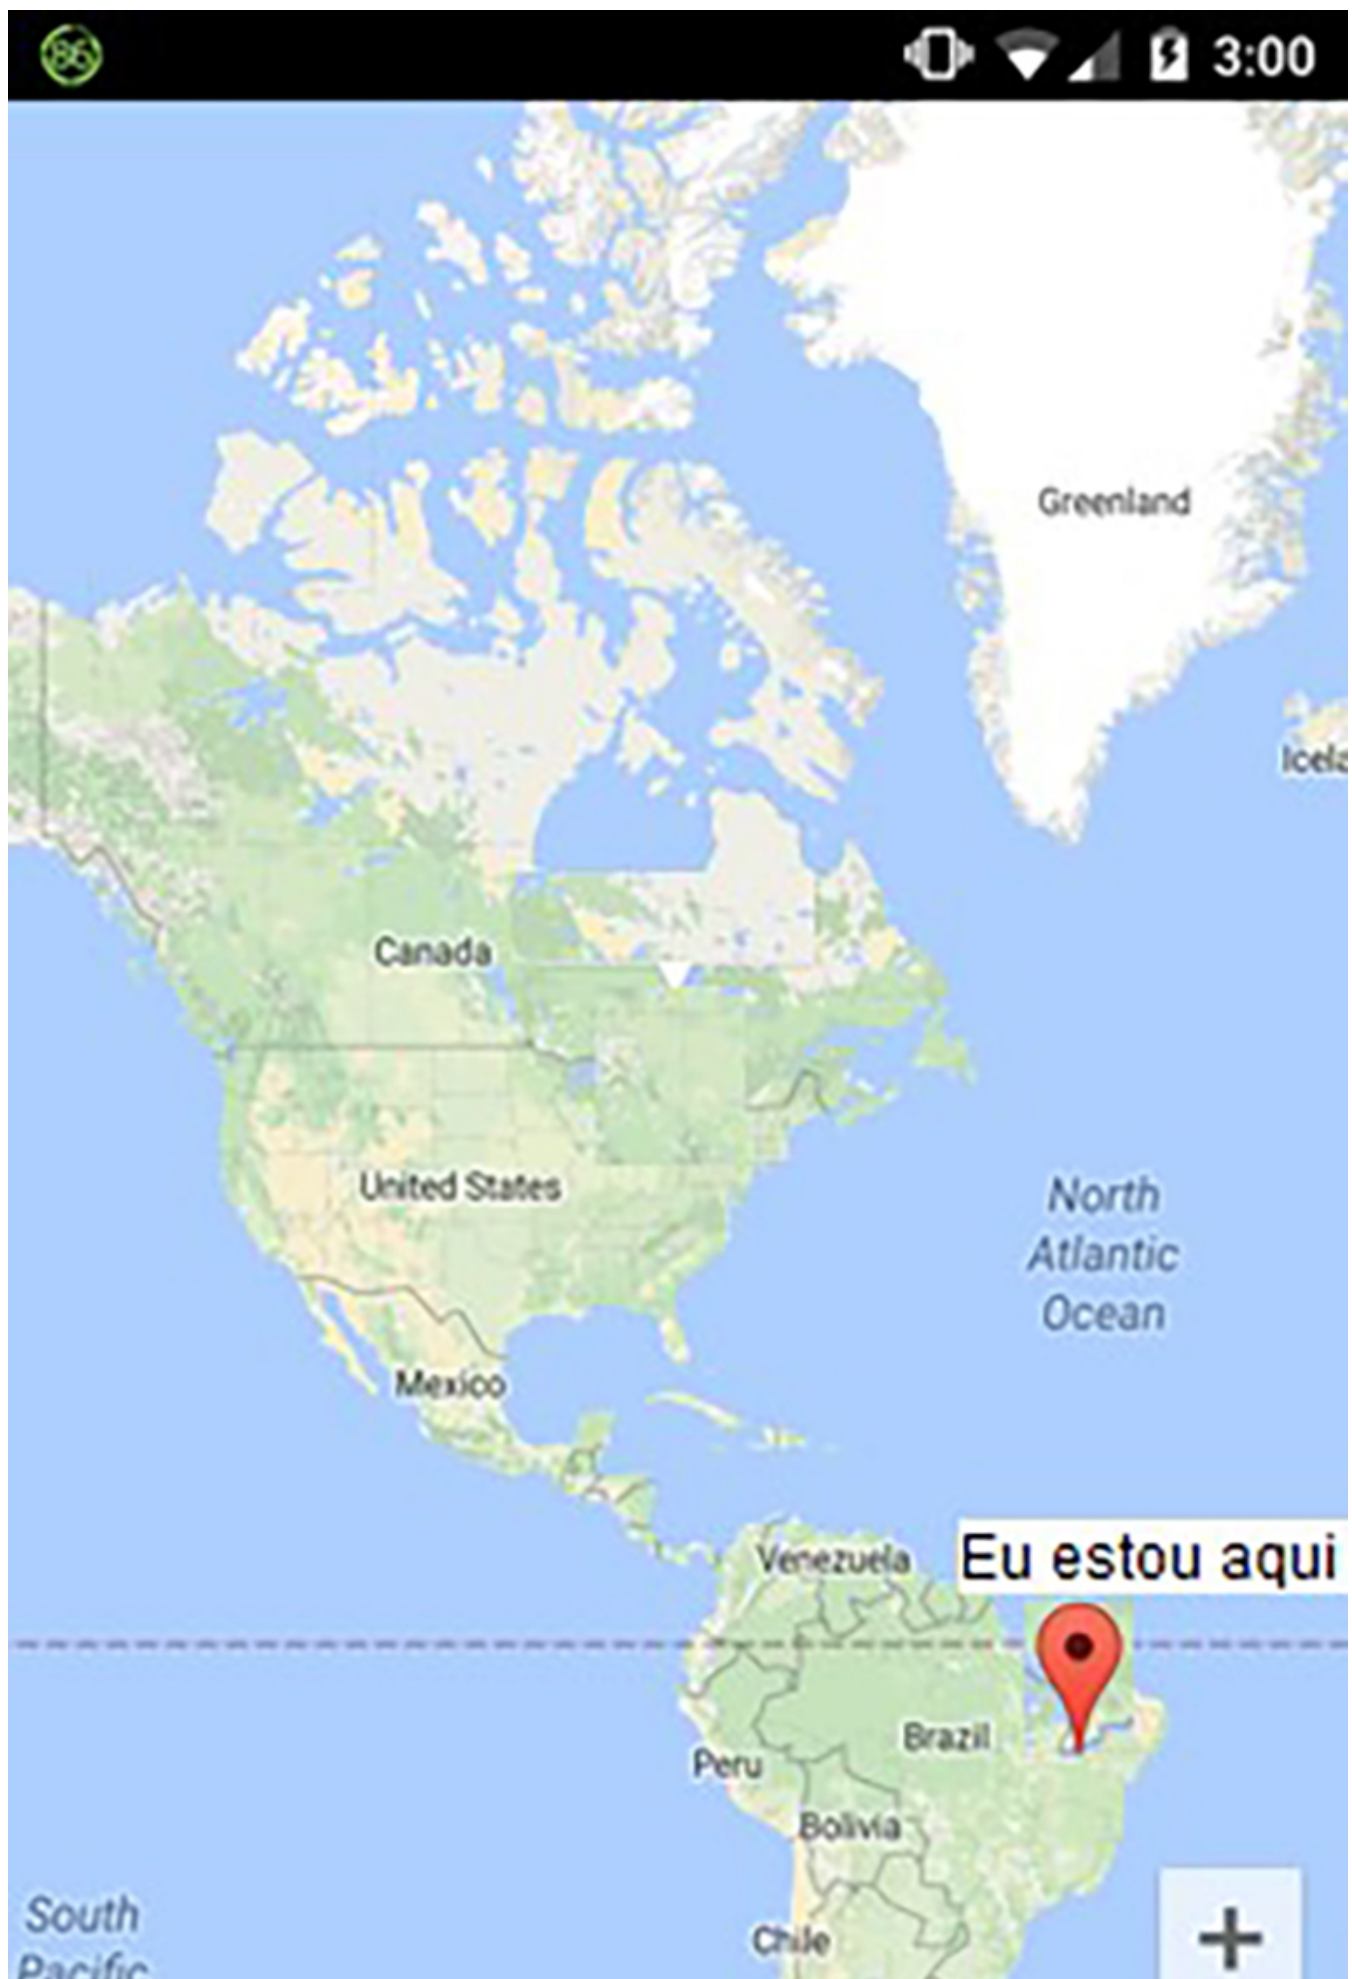 86
3:00
Greenland
Icela
Canada
United States
North
Atlantic
Ocean
Mexico
Venezuela
Eu estou aqui
Brazil
Peru
Bolivia
South
Pacific
Chile